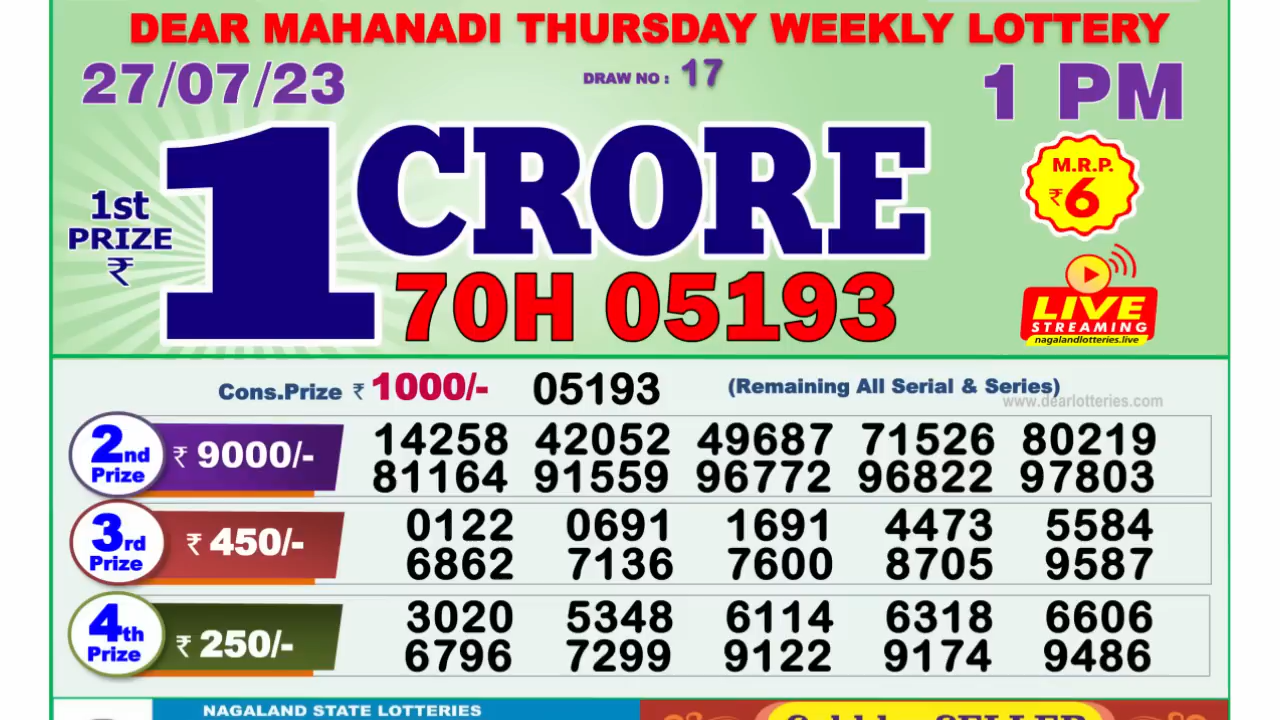 DEAR MAHANADI THURSDAY WEEKLY LOTTERY
27/07/23
DRAW NO : 17
1 PM
1st
PRIZE
₹
1 CRORE
M.R.P.
₹ 6
70H 05193
LIVE
STREAMING
nagalandlotteries.live
Cons.Prize ₹ 1000/- 05193 (Remaining All Serial & Series)
www.dearlotteries.com
2nd Prize ₹ 9000/-
14258 42052 49687 71526 80219
81164 91559 96772 96822 97803
3rd Prize ₹ 450/-
0122 0691 1691 4473 5584
6862 7136 7600 8705 9587
4th Prize ₹ 250/-
3020 5348 6114 6318 6606
6796 7299 9122 9174 9486
NAGALAND STATE LOTTERIES